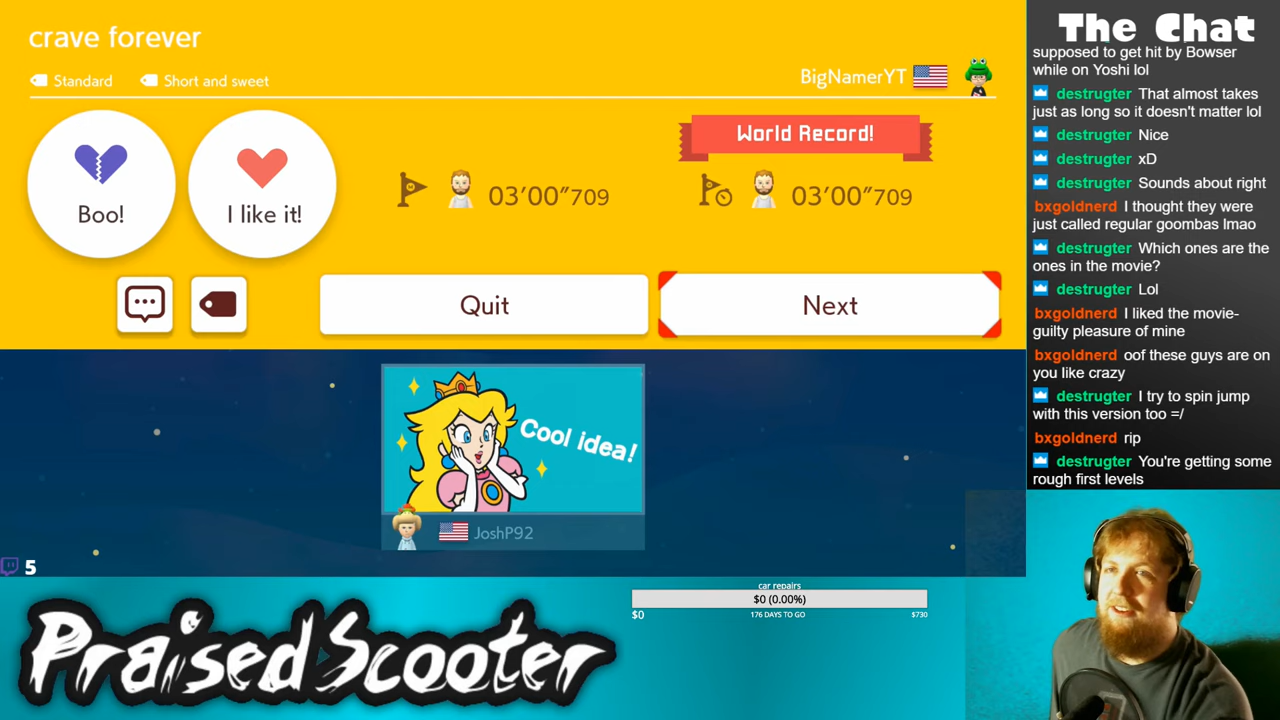 crave forever
Standard
Short and sweet
BigNamerYT
Boo!
I like it!
03'00"709
World Record!
03'00"709
Quit
Next
Cool idea!
JoshP92
5
PraisedScooter
car repairs
$0 (0.00%)
$0
176 DAYS TO GO
$730
The Chat
supposed to get hit by Bowser
while on Yoshi lol
destrugter That almost takes
just as long so it doesn't matter lol
destrugter Nice
destrugter xD
destrugter Sounds about right
bxgoldnerd I thought they were
just called regular goombas lmao
destrugter Which ones are the
ones in the movie?
destrugter Lol
bxgoldnerd I liked the movie-
guilty pleasure of mine
bxgoldnerd oof these guys are on
you like crazy
destrugter I try to spin jump
with this version too =/
bxgoldnerd rip
destrugter You're getting some
rough first levels